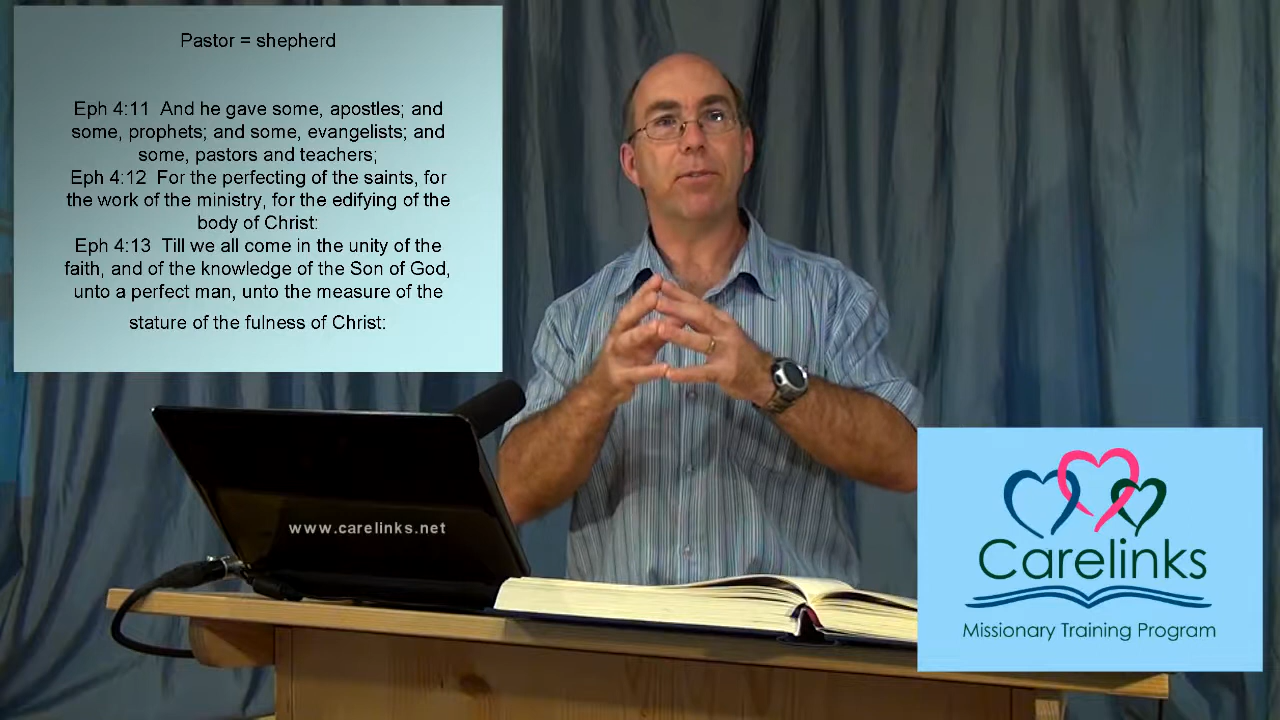 Pastor = shepherd
Eph 4:11 And he gave some, apostles; and
some, prophets; and some, evangelists; and
some, pastors and teachers;
Eph 4:12 For the perfecting of the saints, for
the work of the ministry, for the edifying of the
body of Christ:
Eph 4:13 Till we all come in the unity of the
faith, and of the knowledge of the Son of God,
unto a perfect man, unto the measure of the
stature of the fulness of Christ:
www.carelinks.net
Carelinks
Missionary Training Program